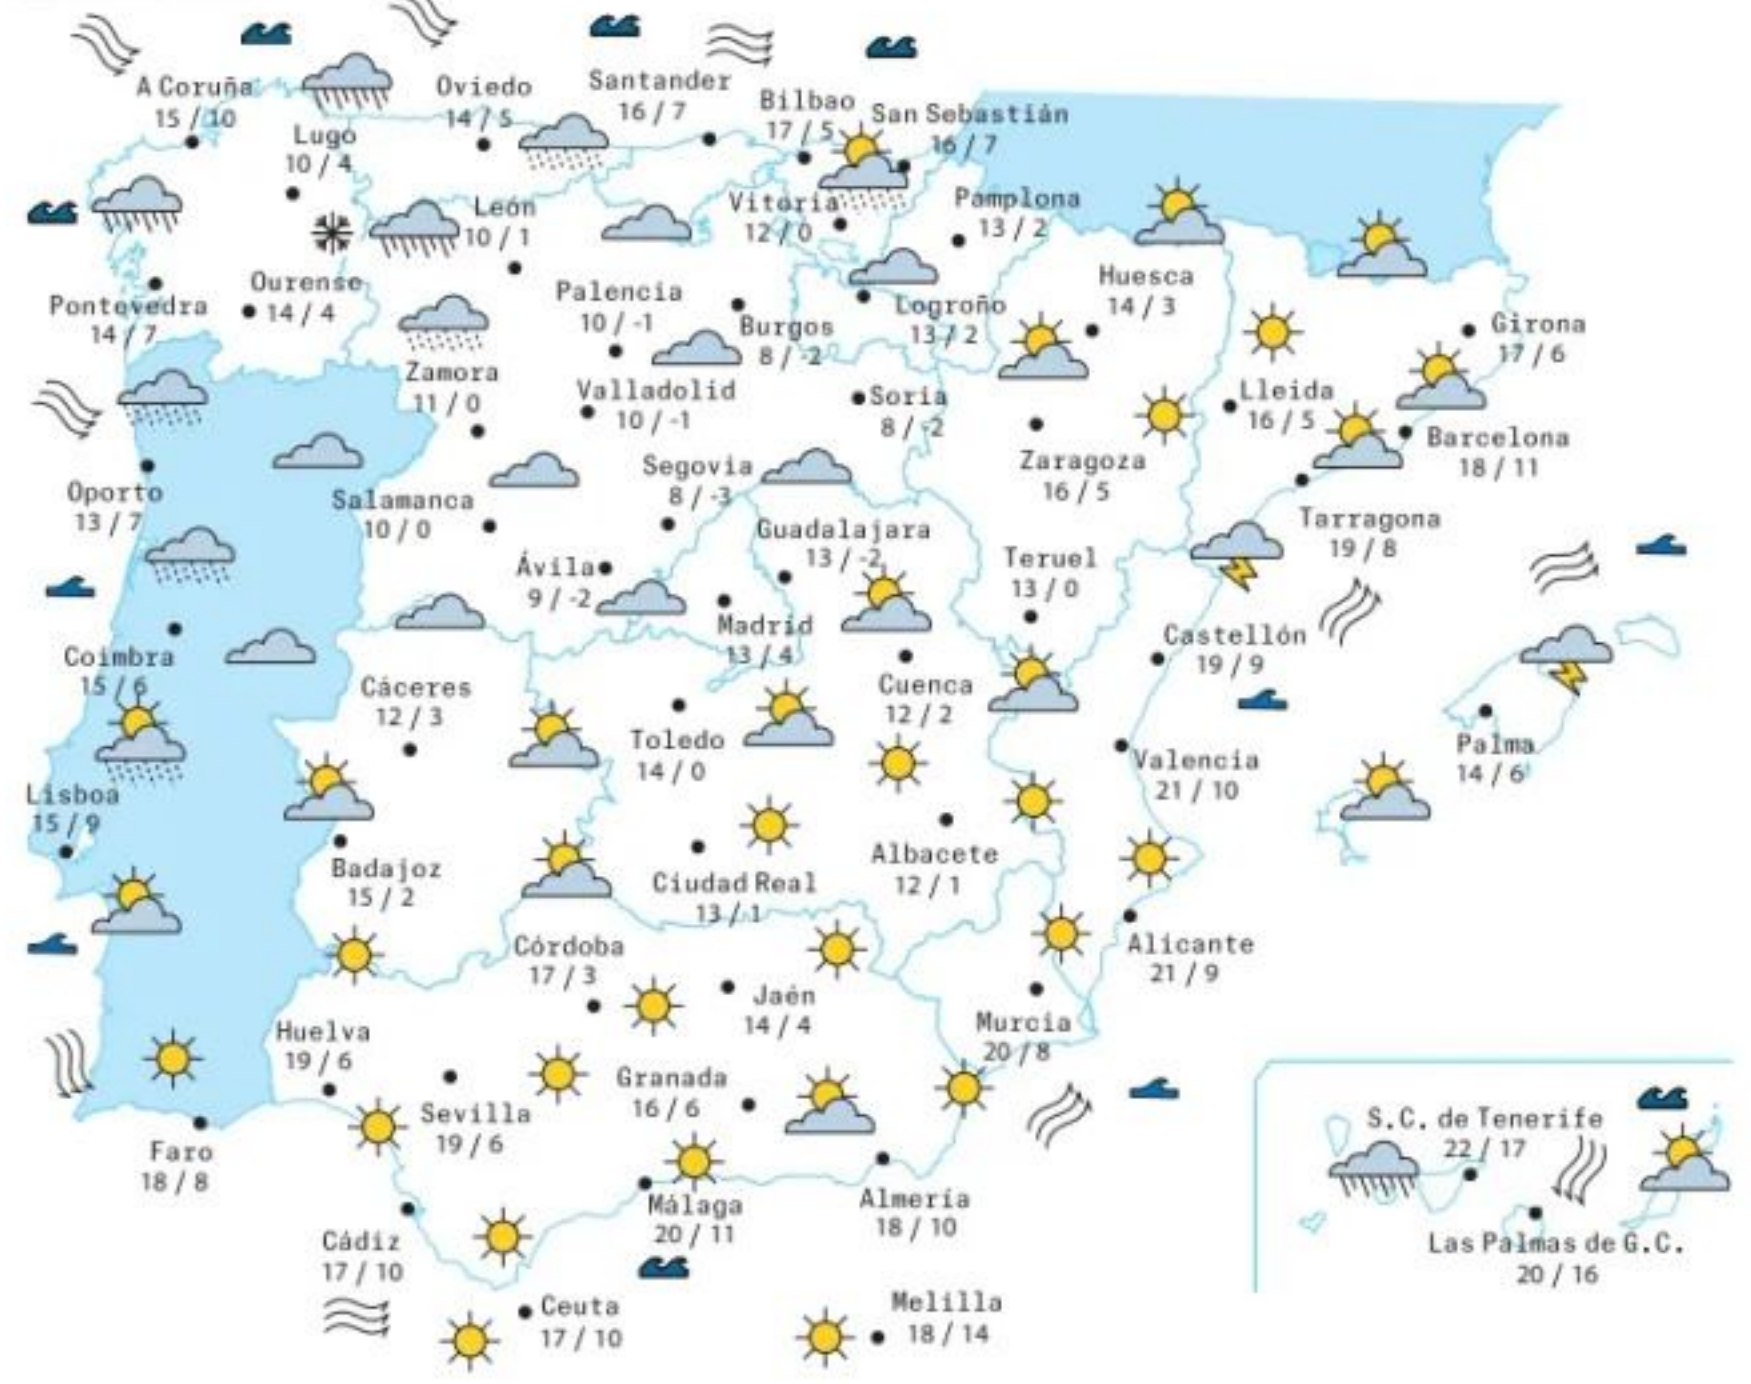 A Coruña
15 / 10
Lugo
10 / 4
Oviedo
14 / 5
Santander
16 / 7
Bilbao
17 / 5
San Sebastián
16 / 7
Vitoria
12 / 0
Pamplona
13 / 2
León
10 / 1
Pontevedra
14 / 7
Ourense
14 / 4
Palencia
10 / -1
Burgos
8 / -2
Logroño
13 / 2
Huesca
14 / 3
Girona
17 / 6
Zamora
11 / 0
Valladolid
10 / -1
Soria
8 / -2
Lleida
16 / 5
Barcelona
18 / 11
Zaragoza
16 / 5
Oporto
13 / 7
Salamanca
10 / 0
Segovia
8 / -3
Tarragona
19 / 8
Guadalajara
13 / -2
Ávila
9 / -2
Teruel
13 / 0
Madrid
13 / 4
Castellón
19 / 9
Coimbra
15 / 6
Cáceres
12 / 3
Cuenca
12 / 2
Toledo
14 / 0
Valencia
21 / 10
Palma
14 / 6
Lisboa
15 / 9
Badajoz
15 / 2
Ciudad Real
13 / 1
Albacete
12 / 1
Alicante
21 / 9
Córdoba
17 / 3
Jaén
14 / 4
Murcia
20 / 8
Huelva
19 / 6
Sevilla
19 / 6
Granada
16 / 6
Faro
18 / 8
Málaga
20 / 11
Almería
18 / 10
Cádiz
17 / 10
Ceuta
17 / 10
Melilla
18 / 14
S.C. de Tenerife
22 / 17
Las Palmas de G.C.
20 / 16